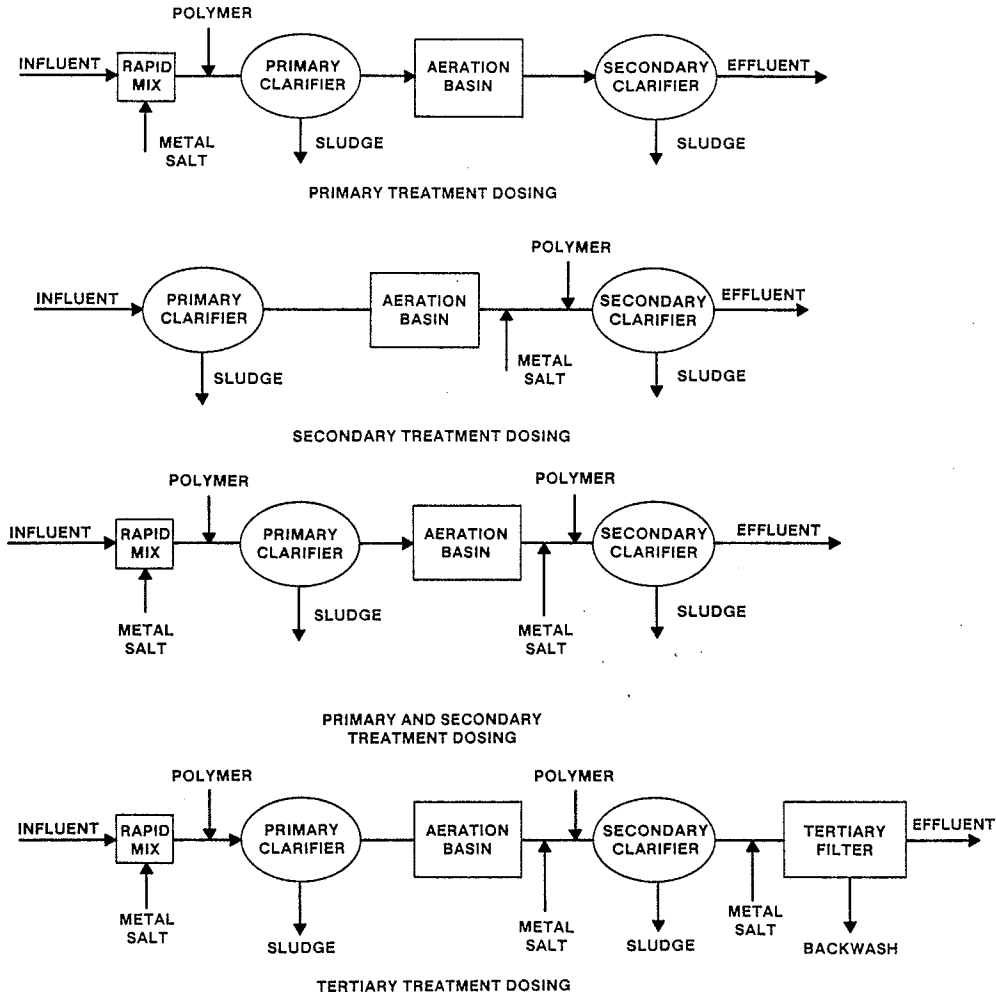 POLYMER
INFLUENT
RAPID
MIX
PRIMARY
CLARIFIER
AERATION
BASIN
SECONDARY
CLARIFIER
EFFLUENT
METAL
SALT
SLUDGE
SLUDGE
PRIMARY TREATMENT DOSING
POLYMER
INFLUENT
PRIMARY
CLARIFIER
AERATION
BASIN
SECONDARY
CLARIFIER
EFFLUENT
METAL
SALT
SLUDGE
SLUDGE
SECONDARY TREATMENT DOSING
POLYMER
POLYMER
INFLUENT
RAPID
MIX
PRIMARY
CLARIFIER
AERATION
BASIN
SECONDARY
CLARIFIER
EFFLUENT
METAL
SALT
SLUDGE
METAL
SALT
SLUDGE
PRIMARY AND SECONDARY
TREATMENT DOSING
POLYMER
POLYMER
INFLUENT
RAPID
MIX
PRIMARY
CLARIFIER
AERATION
BASIN
SECONDARY
CLARIFIER
TERTIARY
FILTER
EFFLUENT
METAL
SALT
SLUDGE
METAL
SALT
SLUDGE
METAL
SALT
BACKWASH
TERTIARY TREATMENT DOSING